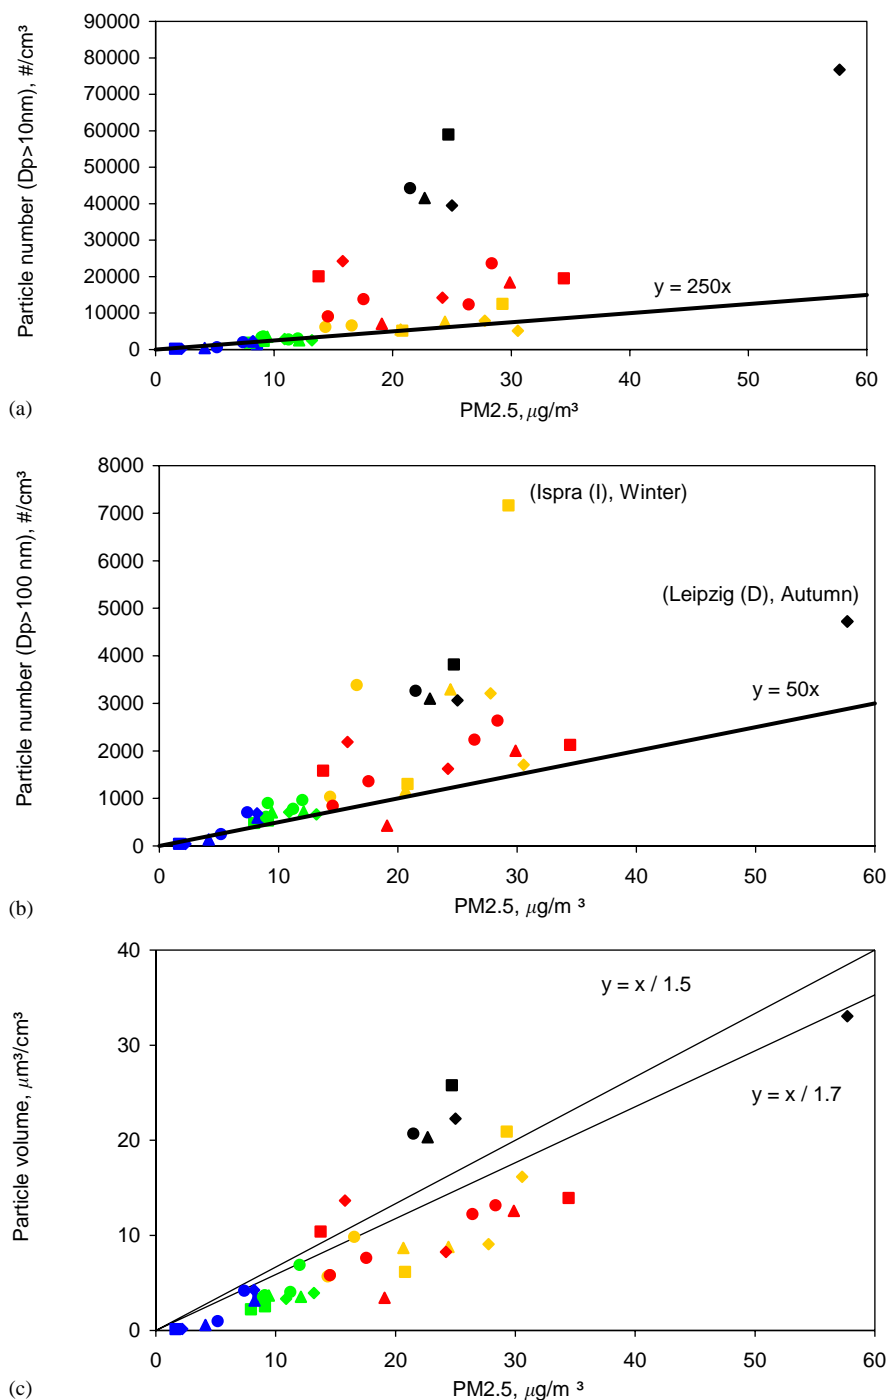 Particle number (Dp>10nm), #/cm³
90000
80000
70000
60000
50000
40000
30000
20000
10000
0
y = 250x
0 10 20 30 40 50 60
PM2.5, μg/m³
(a)
Particle number (Dp>100 nm), #/cm³
8000
7000
6000
5000
4000
3000
2000
1000
0
(Ispra (I), Winter)
(Leipzig (D), Autumn)
y = 50x
0 10 20 30 40 50 60
PM2.5, μg/m ³
(b)
Particle volume, μm³/cm³
40
30
20
10
0
y = x / 1.5
y = x / 1.7
0 10 20 30 40 50 60
PM2.5, μg/m ³
(c)